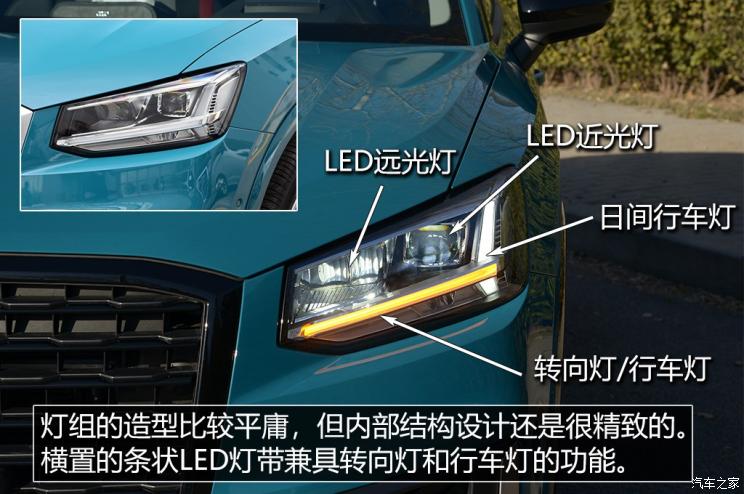 LED近光灯
LED远光灯
日间行车灯
转向灯/行车灯
灯组的造型比较平庸，但内部结构设计还是很精致的。
横置的条状LED灯带兼具转向灯和行车灯的功能。
汽车之家